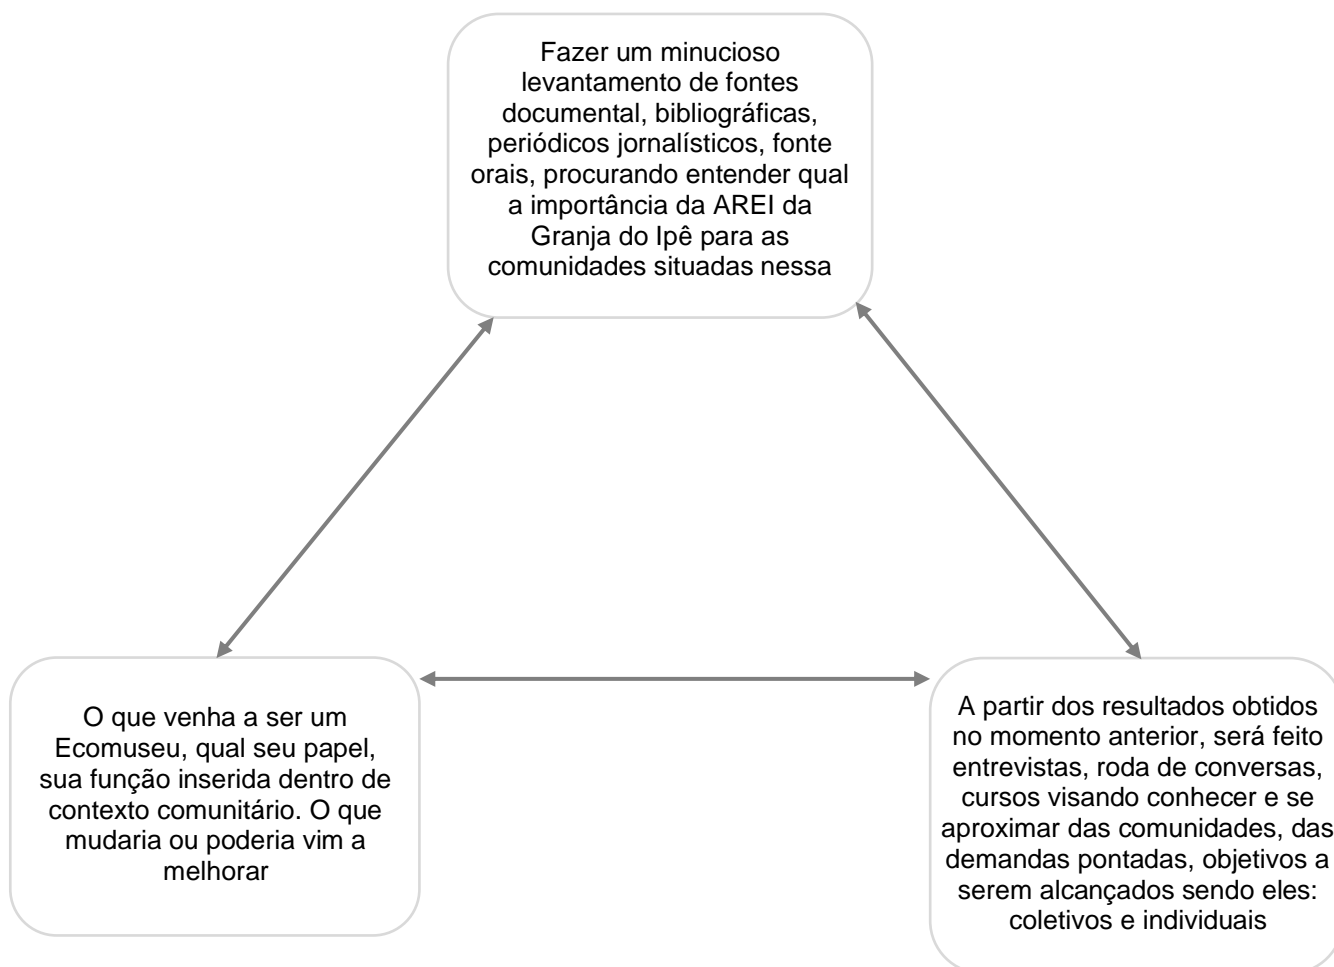 Fazer um minucioso
levantamento de fontes
documental, bibliográficas,
periódicos jornalísticos, fonte
orais, procurando entender qual
a importância da AREI da
Granja do Ipê para as
comunidades situadas nessa
O que venha a ser um
Ecomuseu, qual seu papel,
sua função inserida dentro de
contexto comunitário. O que
mudaria ou poderia vim a
melhorar
A partir dos resultados obtidos
no momento anterior, será feito
entrevistas, roda de conversas,
cursos visando conhecer e se
aproximar das comunidades, das
demandas pontadas, objetivos a
serem alcançados sendo eles:
coletivos e individuais